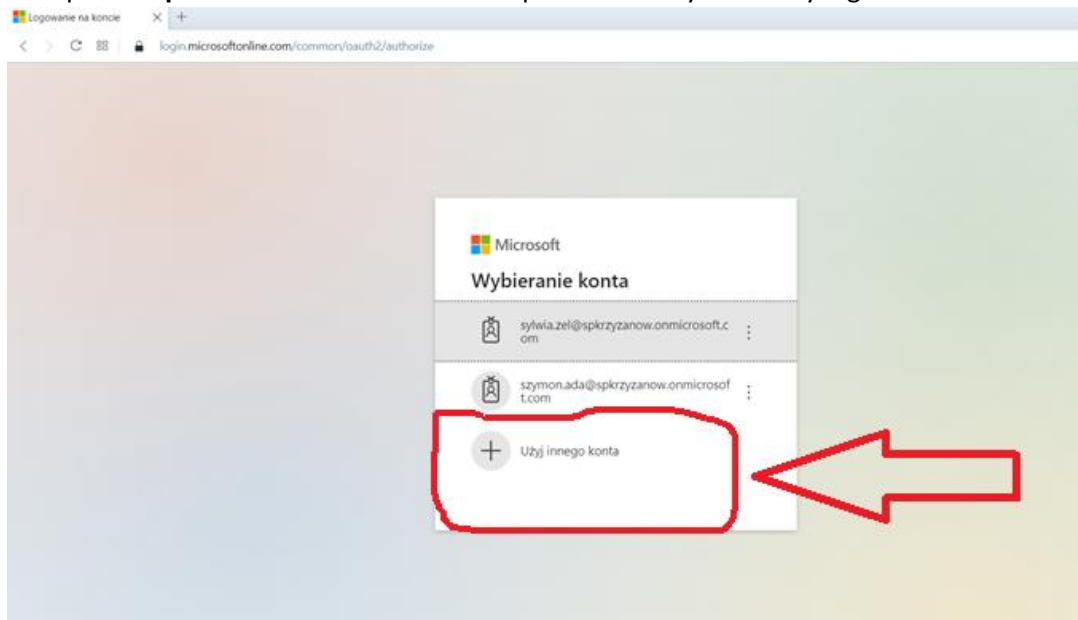 Logowanie na koncie
login.microsoftonline.com/common/oauth2/authorize
Microsoft
Wybieranie konta
sylwia.zel@spkrzyzanow.onmicrosoft.c
om
szymon.ada@spkrzyzanow.onmicrosof
t.com
Użyj innego konta